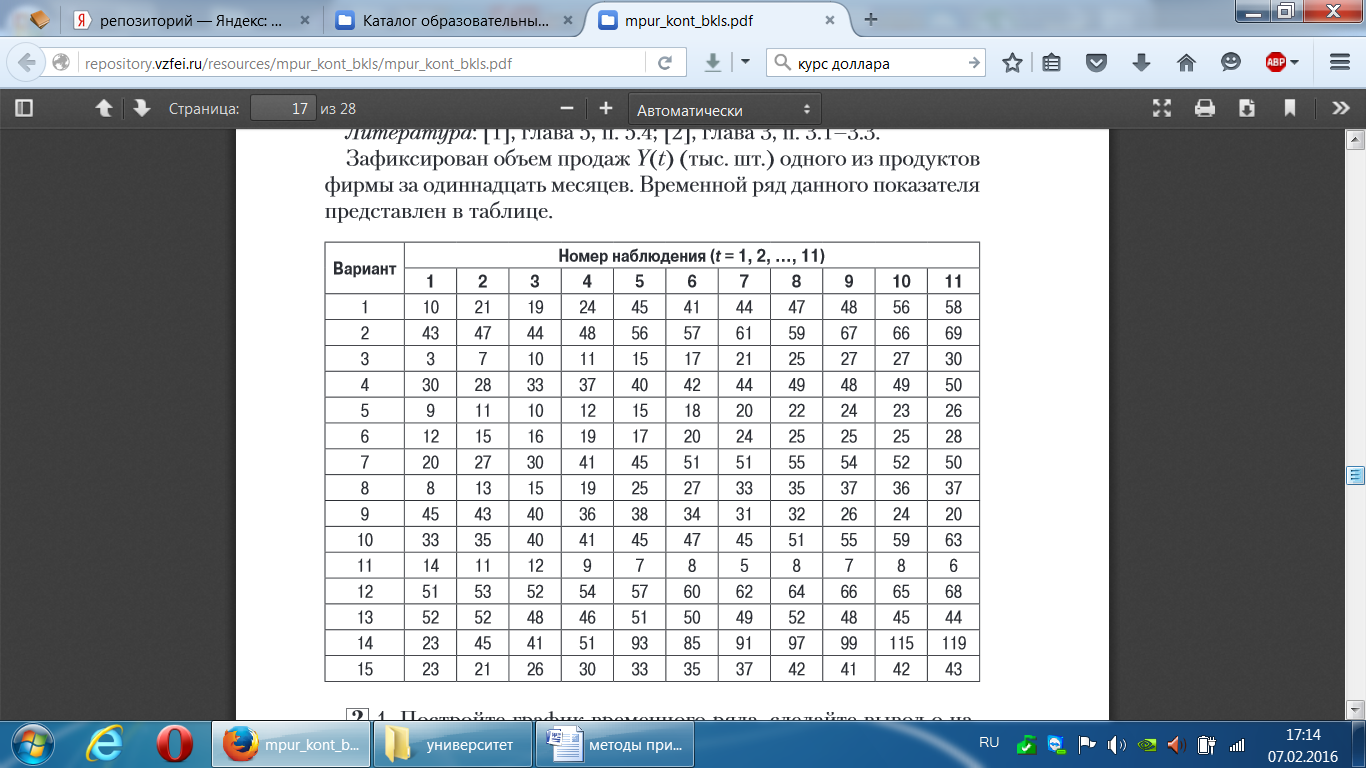 репозиторий — Яндекс: ...
Каталог образовательны...
mpur_kont_bkls.pdf
repository.vzfei.ru/resources/mpur_kont_bkls/mpur_kont_bkls.pdf
курс доллара
ABP
Страница: 17 из 28
Автоматически
Литература: [1], глава 5, п. 5.4; [2], глава 3, п. 3.1–3.3.
Зафиксирован объем продаж Y(t) (тыс. шт.) одного из продуктов
фирмы за одиннадцать месяцев. Временной ряд данного показателя
представлен в таблице.
Вариант Номер наблюдения (t = 1, 2, ..., 11)
1 2 3 4 5 6 7 8 9 10 11
1 10 21 19 24 45 41 44 47 48 56 58
2 43 47 44 48 56 57 61 59 67 66 69
3 3 7 10 11 15 17 21 25 27 27 30
4 30 28 33 37 40 42 44 49 48 49 50
5 9 11 10 12 15 18 20 22 24 23 26
6 12 15 16 19 17 20 24 25 25 25 28
7 20 27 30 41 45 51 51 55 54 52 50
8 8 13 15 19 25 27 33 35 37 36 37
9 45 43 40 36 38 34 31 32 26 24 20
10 33 35 40 41 45 47 45 51 55 59 63
11 14 11 12 9 7 8 5 8 7 8 6
12 51 53 52 54 57 60 62 64 66 65 68
13 52 52 48 46 51 50 49 52 48 45 44
14 23 45 41 51 93 85 91 97 99 115 119
15 23 21 26 30 33 35 37 42 41 42 43
2 1. Постройте график временного ряда, сделайте вывод о на-
mpur_kont_b...
университет
методы при...
RU
17:14
07.02.2016